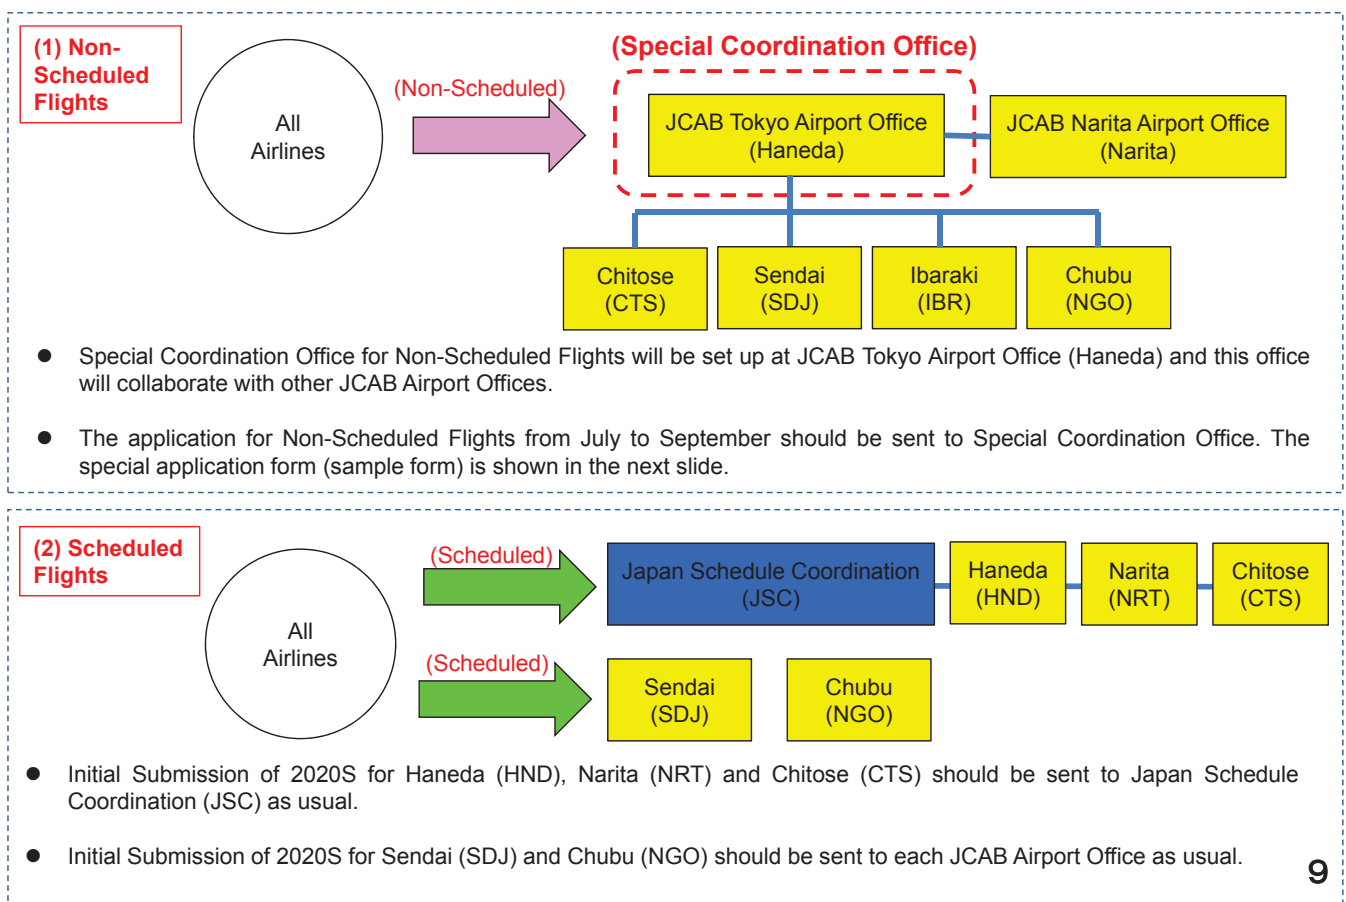 (1) Non-
Scheduled
Flights
All
Airlines
(Non-Scheduled)
(Special Coordination Office)
JCAB Tokyo Airport Office
(Haneda)
JCAB Narita Airport Office
(Narita)
Chitose
(CTS)
Sendai
(SDJ)
Ibaraki
(IBR)
Chubu
(NGO)
● Special Coordination Office for Non-Scheduled Flights will be set up at JCAB Tokyo Airport Office (Haneda) and this office
will collaborate with other JCAB Airport Offices.
● The application for Non-Scheduled Flights from July to September should be sent to Special Coordination Office. The
special application form (sample form) is shown in the next slide.
(2) Scheduled
Flights
All
Airlines
(Scheduled)
Japan Schedule Coordination
(JSC)
Haneda
(HND)
Narita
(NRT)
Chitose
(CTS)
(Scheduled)
Sendai
(SDJ)
Chubu
(NGO)
● Initial Submission of 2020S for Haneda (HND), Narita (NRT) and Chitose (CTS) should be sent to Japan Schedule
Coordination (JSC) as usual.
● Initial Submission of 2020S for Sendai (SDJ) and Chubu (NGO) should be sent to each JCAB Airport Office as usual.
9